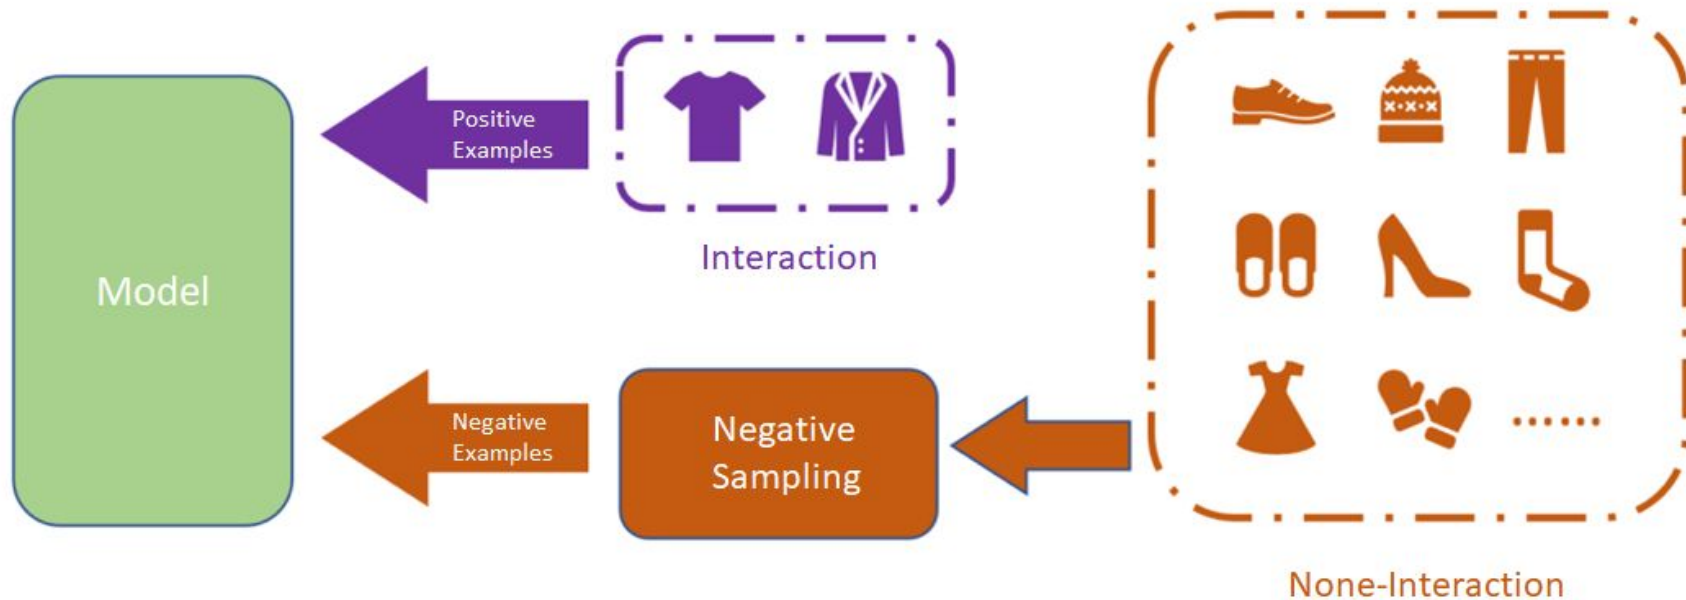 Model
Positive
Examples
Interaction
Negative
Examples
Negative
Sampling
......
None-Interaction